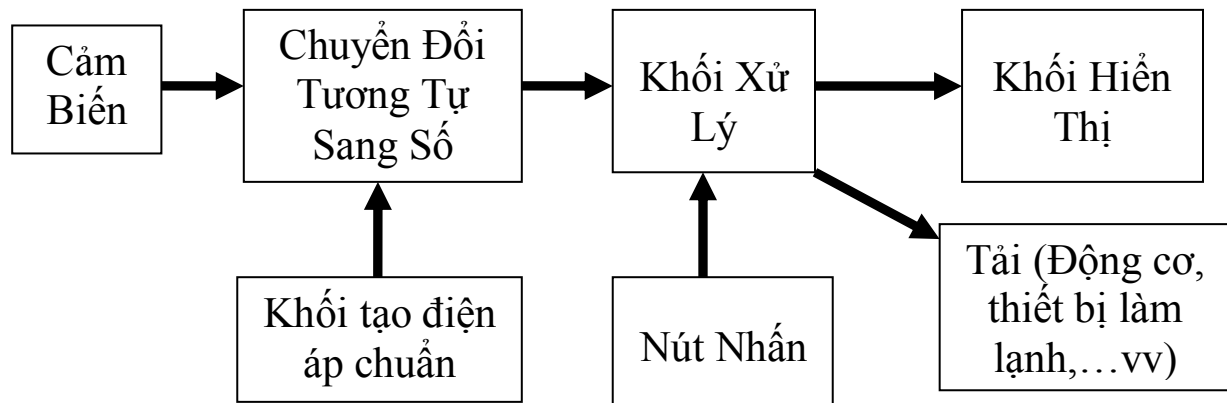 Cảm
Biến
Chuyển Đổi
Tương Tự
Sang Số
Khối Xử
Lý
Khối Hiển
Thị
Khối tạo điện
áp chuẩn
Nút Nhấn
Tải (Động cơ,
thiết bị làm
lạnh,…vv)